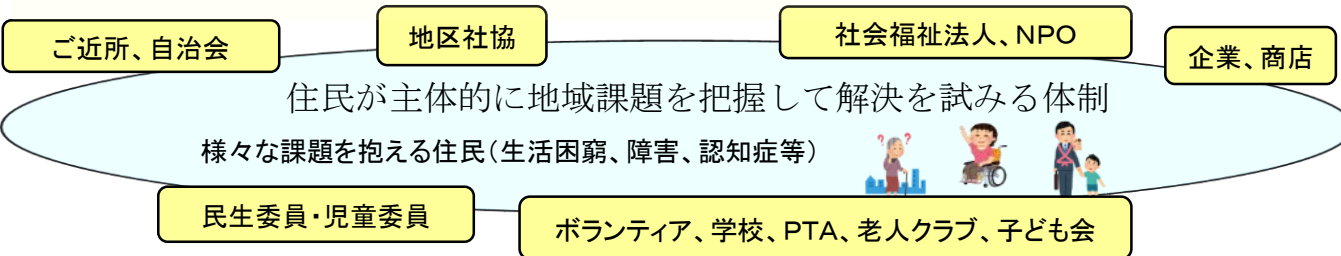 ご近所、自治会
地区社協
社会福祉法人、NPO
企業、商店
住民が主体的に地域課題を把握して解決を試みる体制
様々な課題を抱える住民(生活困窮、障害、認知症等)
? ?
民生委員・児童委員
ボランティア、学校、PTA、老人クラブ、子ども会